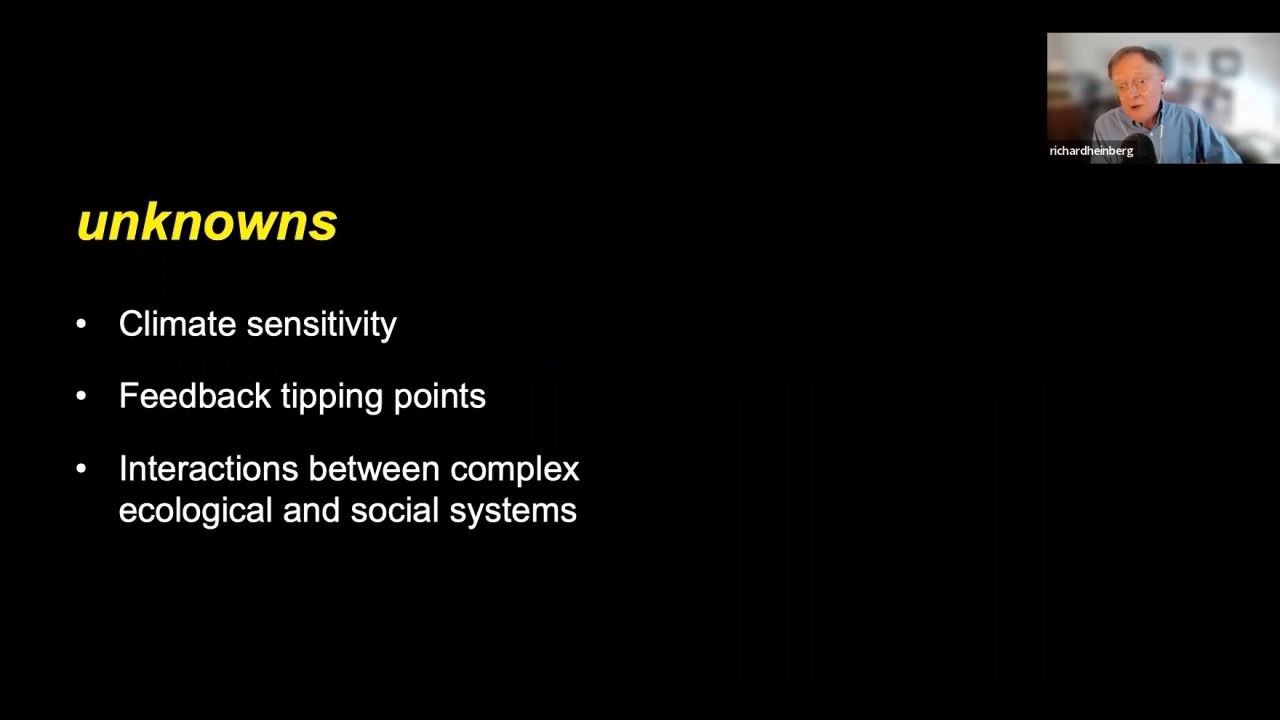 richardheinberg
unknowns
• Climate sensitivity
• Feedback tipping points
• Interactions between complex
ecological and social systems